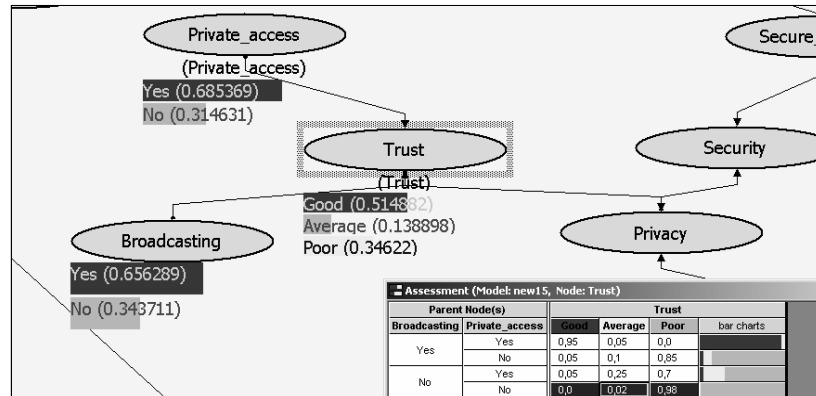 Private_access
Secure_
(Private_access)
Yes (0.685369)
No (0.314631)
Trust
Security
(Trust)
Good (0.514882)
Average (0.138898)
Poor (0.34622)
Broadcasting
Privacy
Yes (0.656289)
No (0.343711)
Assessment (Model: new15, Node: Trust)
Parent Node(s) Trust
Broadcasting Private_access Good Average Poor bar charts
Yes Yes 0,95 0,05 0,0
No 0,05 0,1 0,85
No Yes 0,05 0,25 0,7
No 0,0 0,02 0,98